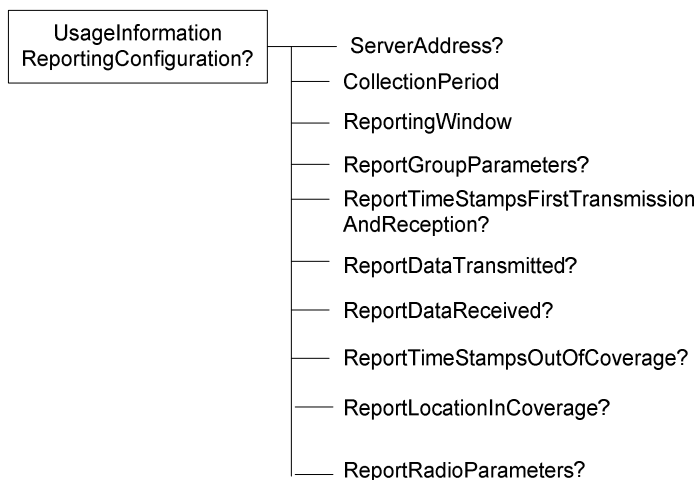 UsageInformation
ReportingConfiguration?
ServerAddress?
CollectionPeriod
ReportingWindow
ReportGroupParameters?
ReportTimeStampsFirstTransmission
AndReception?
ReportDataTransmitted?
ReportDataReceived?
ReportTimeStampsOutOfCoverage?
ReportLocationInCoverage?
ReportRadioParameters?